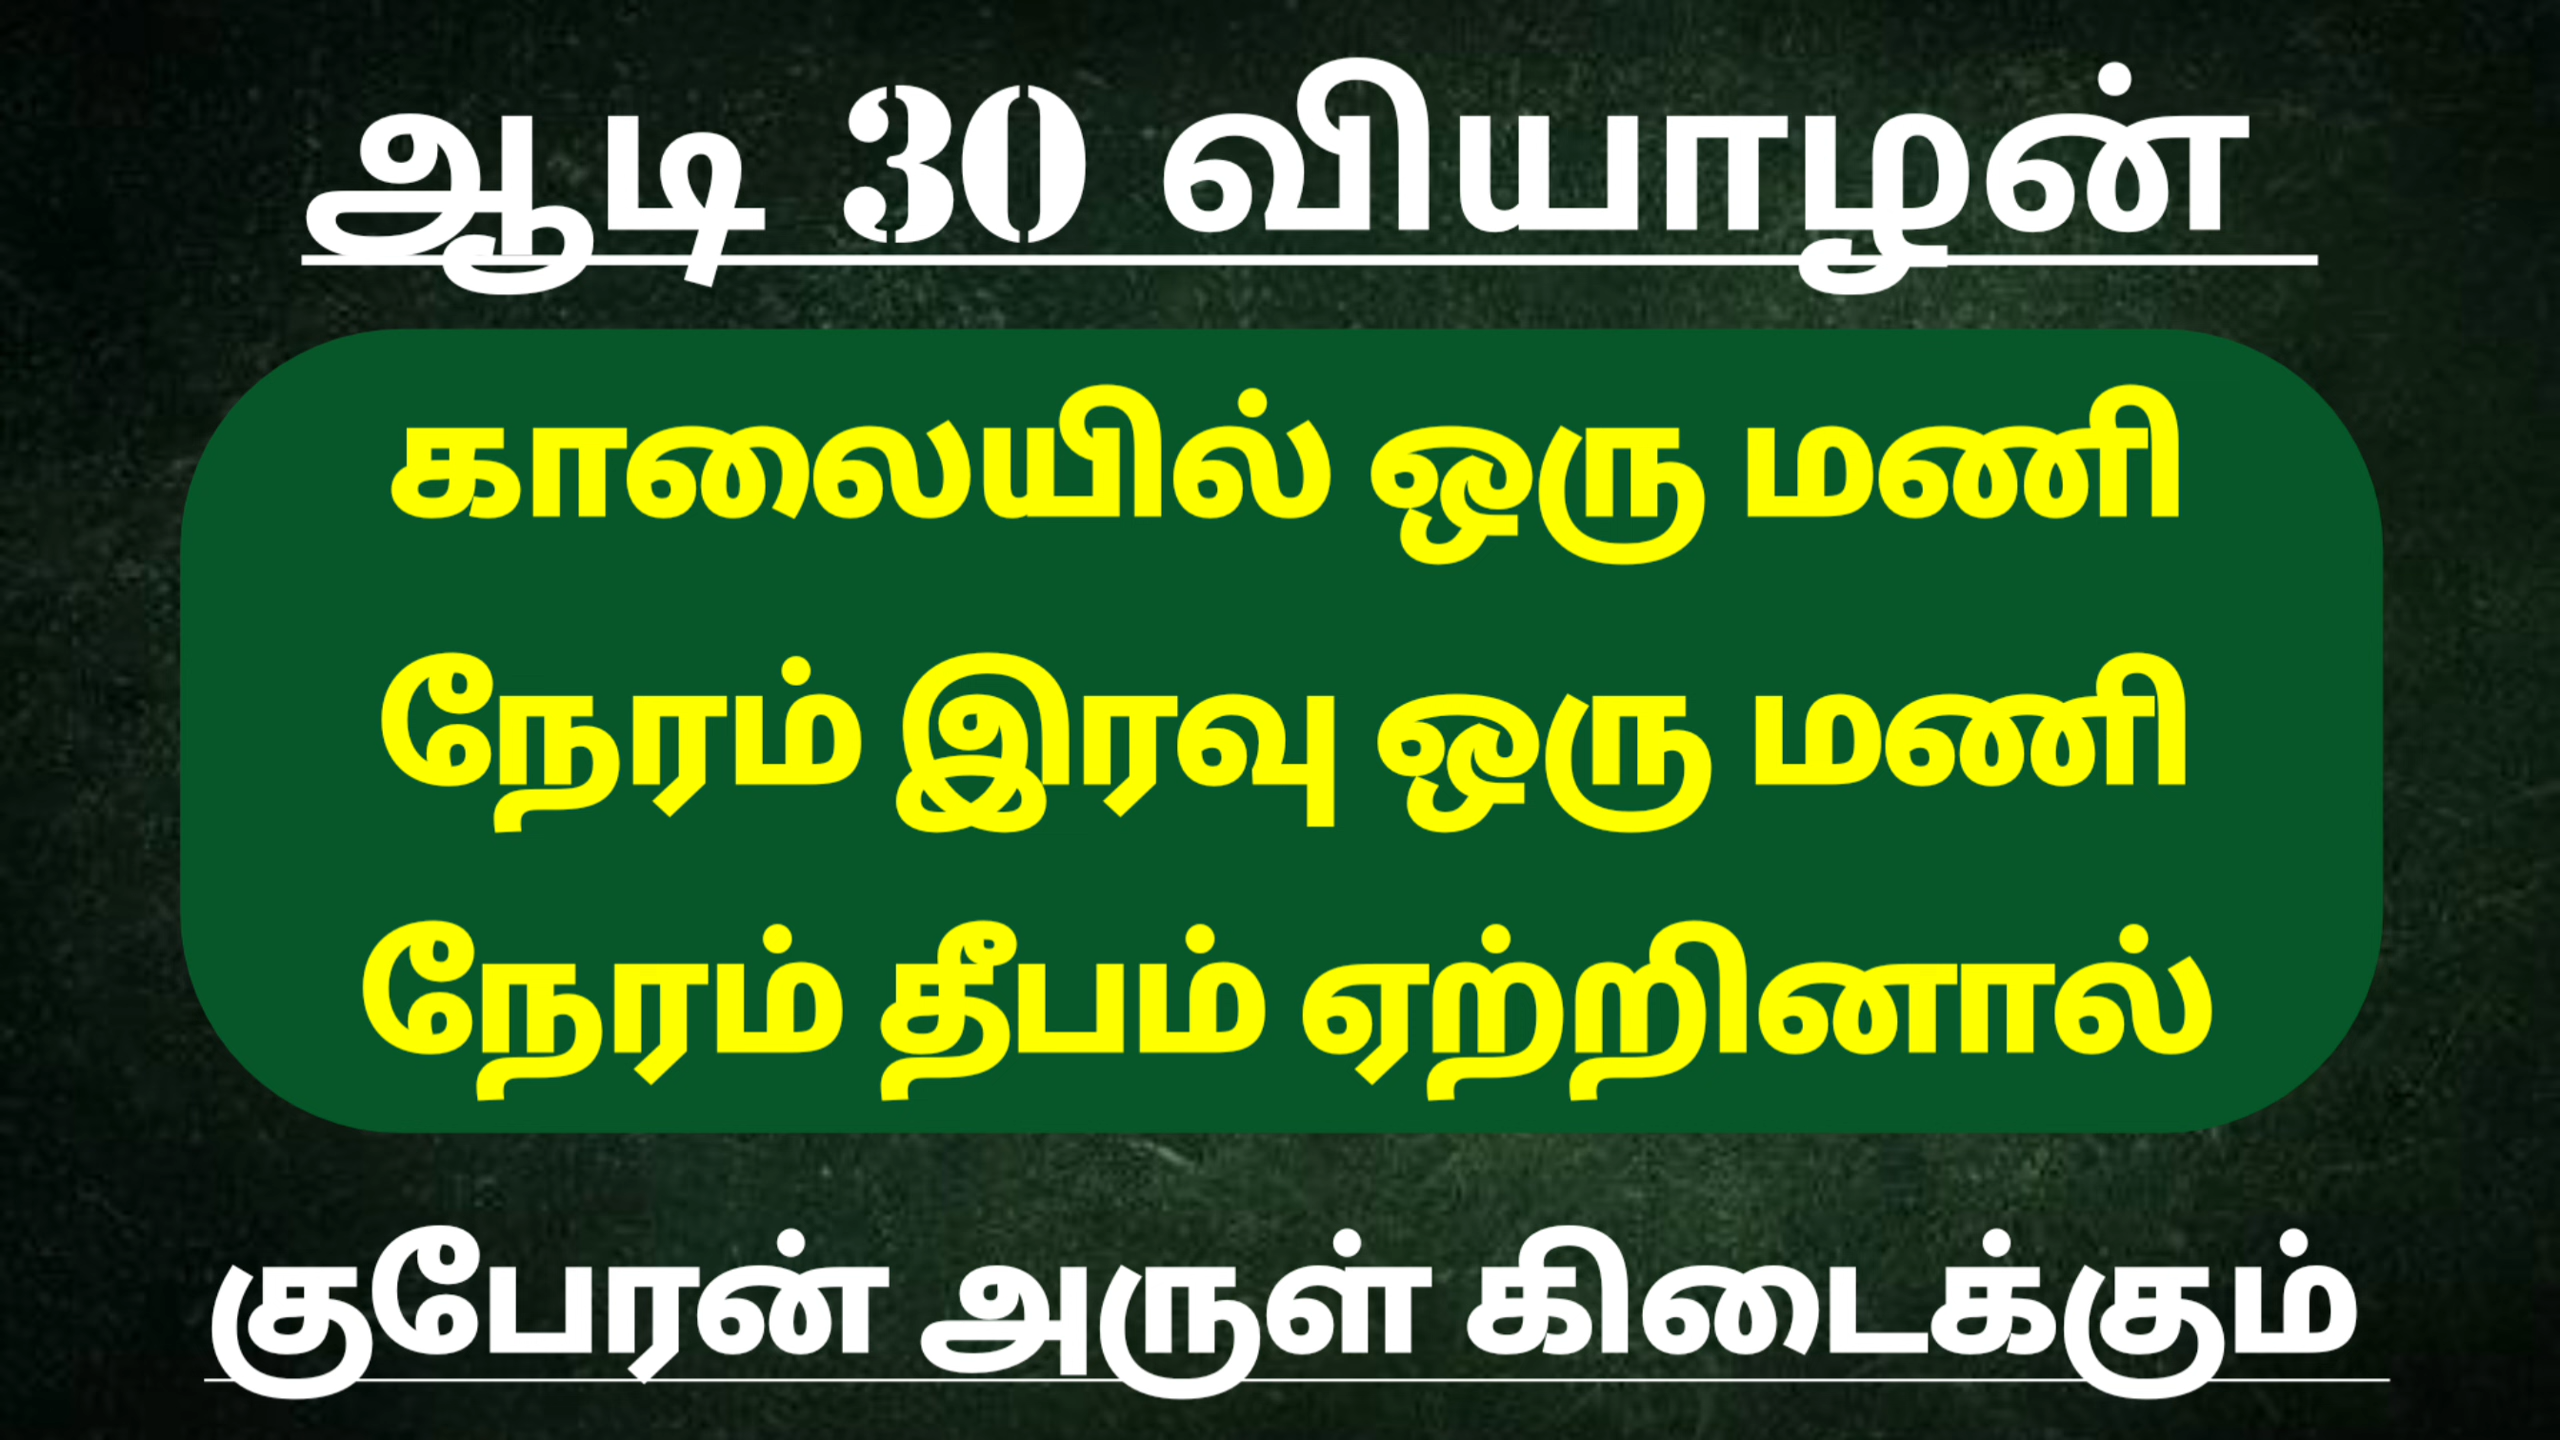 ஆடி 30 வியாழன்
காலையில் ஒரு மணி
நேரம் இரவு ஒரு மணி
நேரம் தீபம் ஏற்றினால்
குபேரன் அருள் கிடைக்கும்